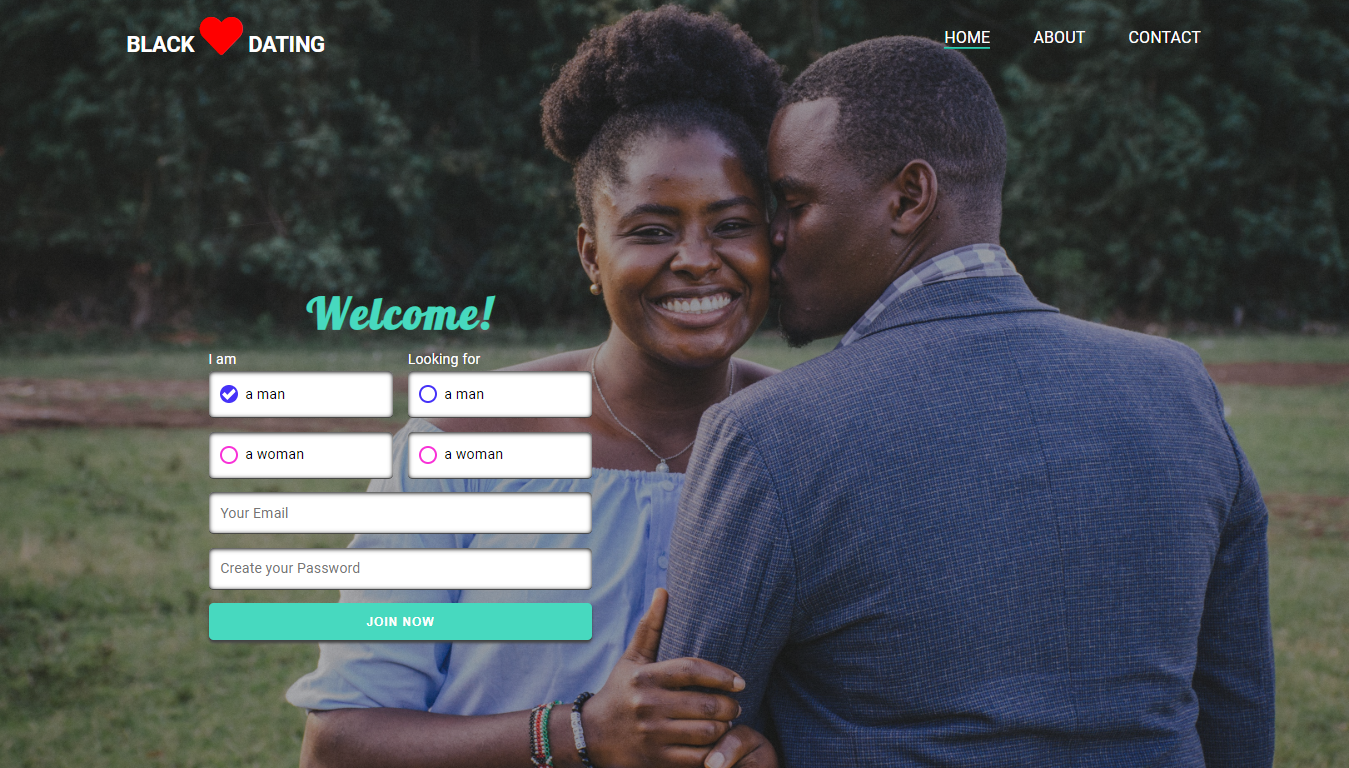 BLACK DATING
HOME ABOUT CONTACT
Welcome!
I am Looking for
a man a man
a woman a woman
Your Email
Create your Password
JOIN NOW